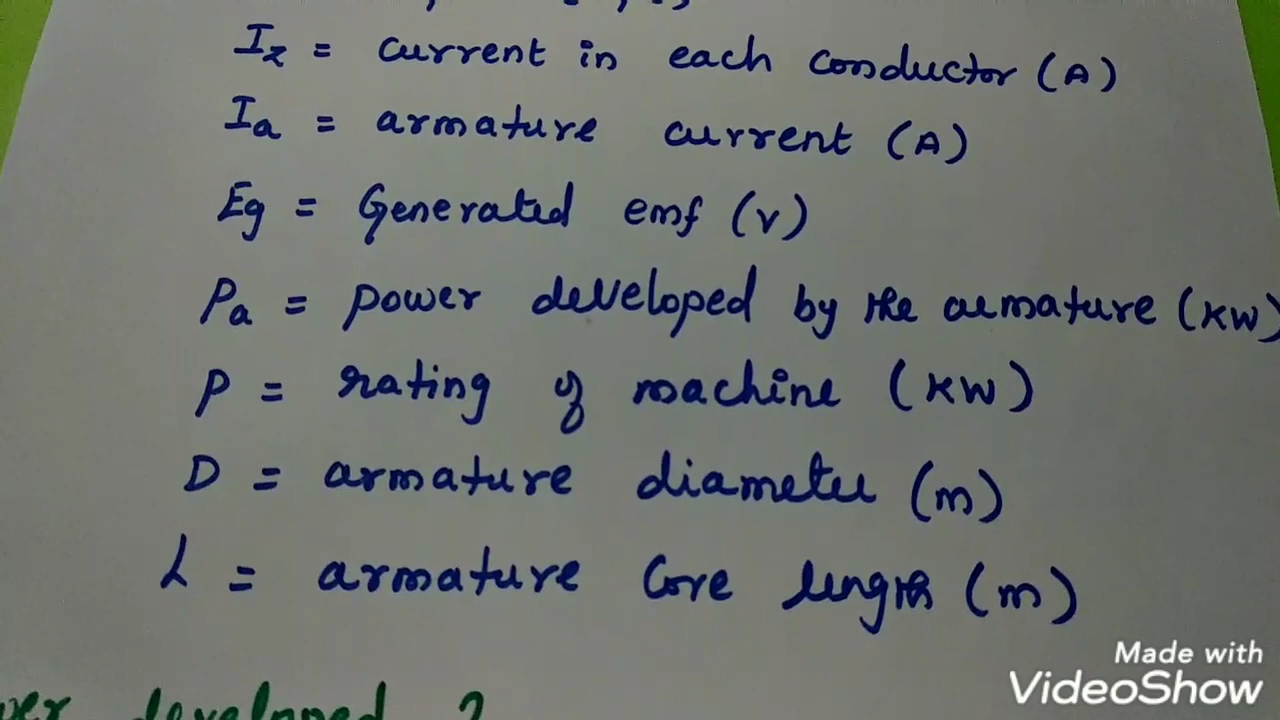 Iz = current in each conductor (A)
Ia = armature current (A)
Eg = Generated emf (V)
Pa = power developed by the armature (KW)
P = rating of machine (KW)
D = armature diameter (m)
L = armature Core length (m)
developed
Made with
VideoShow